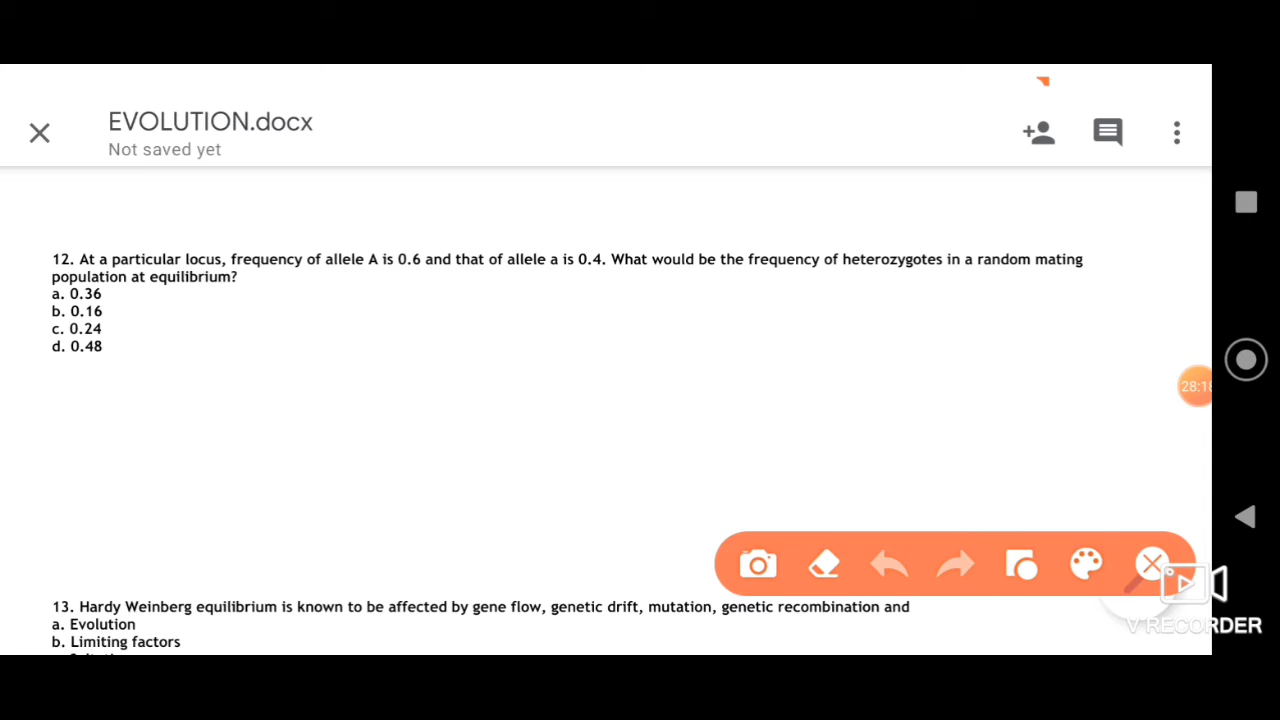 EVOLUTION.docx
Not saved yet
12. At a particular locus, frequency of allele A is 0.6 and that of allele a is 0.4. What would be the frequency of heterozygotes in a random mating
population at equilibrium?
a. 0.36
b. 0.16
c. 0.24
d. 0.48
28:18
13. Hardy Weinberg equilibrium is known to be affected by gene flow, genetic drift, mutation, genetic recombination and
a. Evolution
b. Limiting factors
V RECORDER